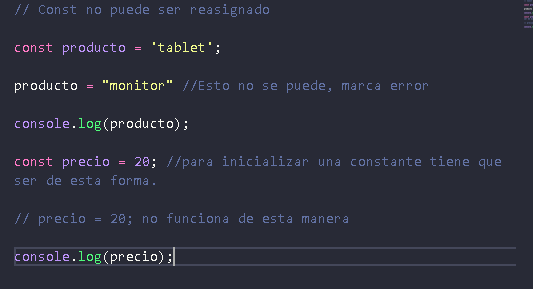 // Const no puede ser reasignado
const producto = 'tablet';
producto = "monitor" //Esto no se puede, marca error
console.log(producto);
const precio = 20; //para inicializar una constante tiene que
ser de esta forma.
// precio = 20; no funciona de esta manera
console.log(precio);